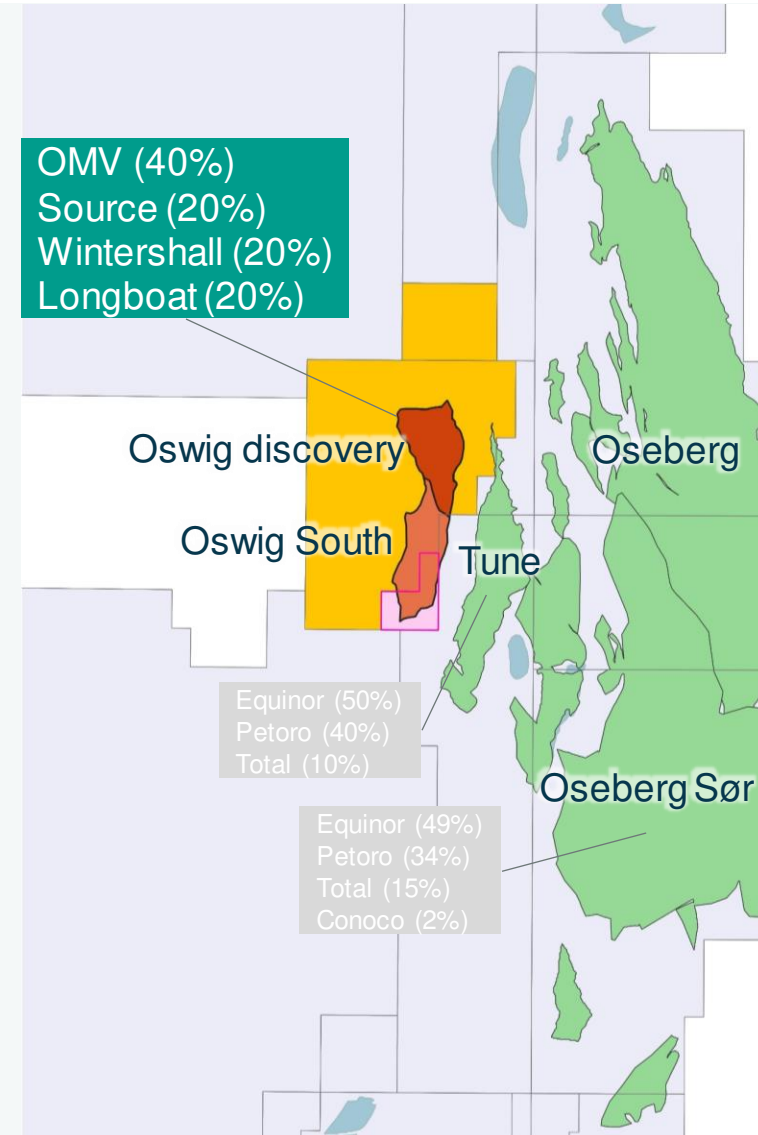 OMV (40%)
Source (20%)
Wintershall (20%)
Longboat (20%)
Oswig discovery
Oseberg
Oswig South
Tune
Equinor (50%)
Petoro (40%)
Total (10%)
Oseberg Sør
Equinor (49%)
Petoro (34%)
Total (15%)
Conoco (2%)